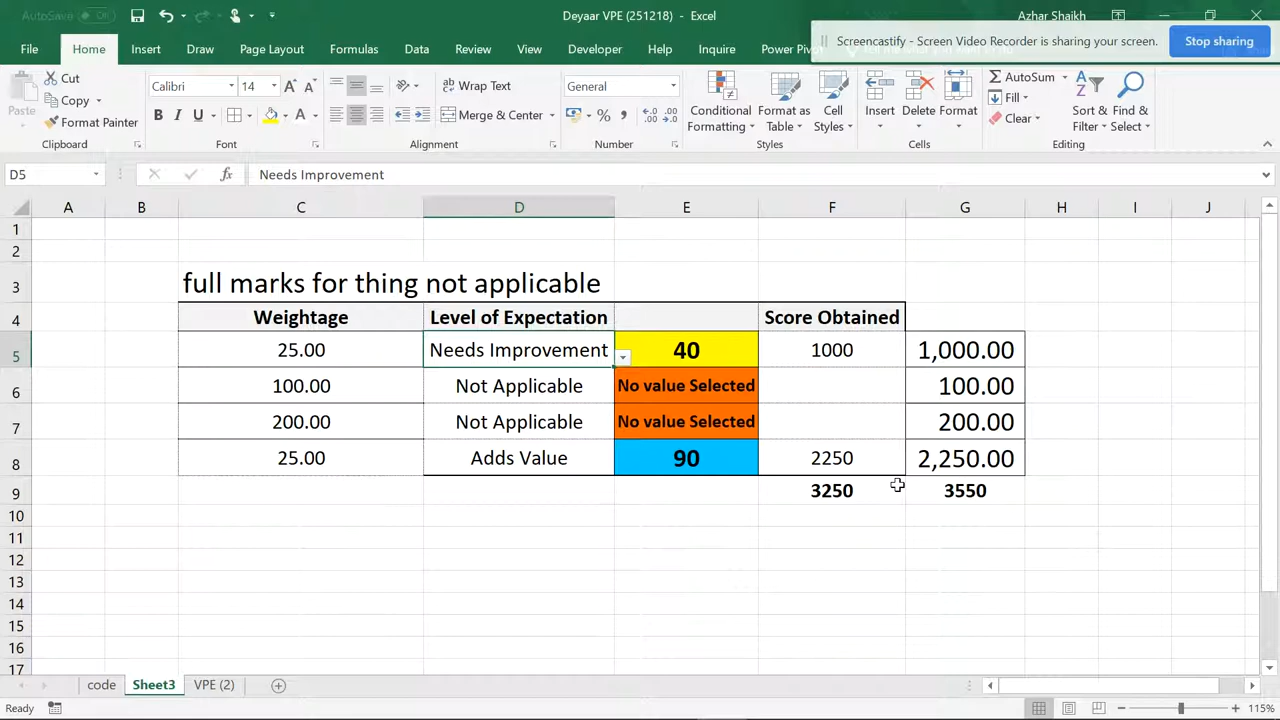 AutoSave Off
Deyaar VPE (251218) - Excel
Azhar Shaikh
Screencastify - Screen Video Recorder is sharing your screen.
Stop sharing
File Home Insert Draw Page Layout Formulas Data Review View Developer Help Inquire Power Pivot
Paste
Cut
Copy
Format Painter
Calibri 14
General
Wrap Text
Merge & Center
Conditional Formatting
Format as Table
Cell Styles
Insert Delete Format
AutoSum
Fill
Clear
Sort & Filter
Find & Select
Clipboard Font Alignment Number Styles Cells Editing
D5 fx Needs Improvement
A B C D E F G H I J
1
2
3 full marks for thing not applicable
4 Weightage Level of Expectation Score Obtained
5 25.00 Needs Improvement 40 1000 1,000.00
6 100.00 Not Applicable No value Selected 100.00
7 200.00 Not Applicable No value Selected 200.00
8 25.00 Adds Value 90 2250 2,250.00
9 3250 3550
10
11
12
13
14
15
16
17
code Sheet3 VPE (2)
Ready 115%